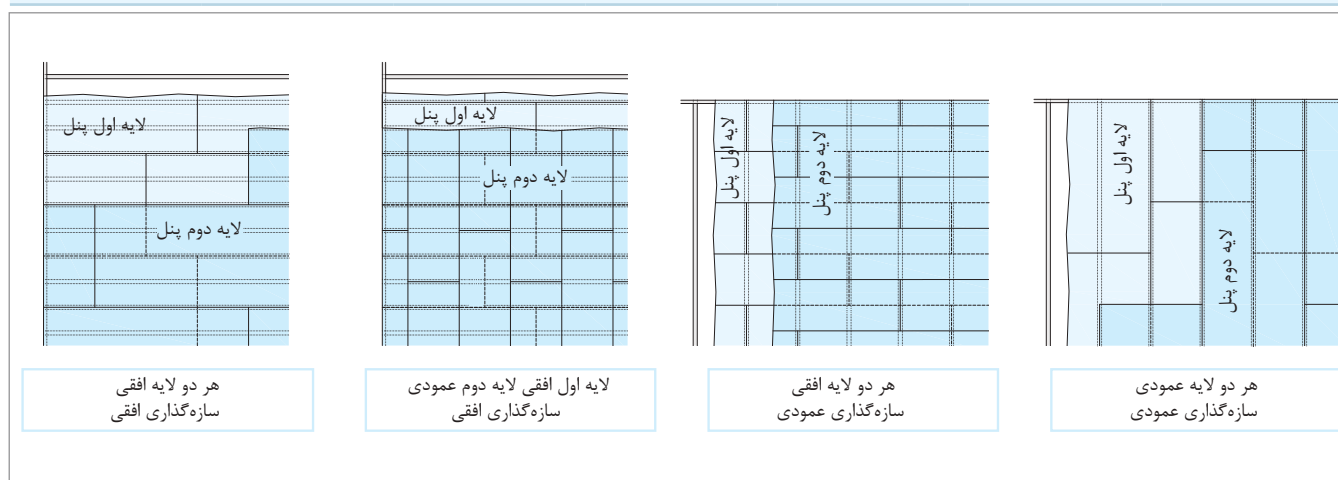 لایه اول پنل
لایه دوم پنل
هر دو لایه عمودی
سازه‌گذاری عمودی
لایه اول پنل
لایه دوم پنل
هر دو لایه افقی
سازه‌گذاری عمودی
لایه اول پنل
لایه دوم پنل
لایه اول افقی لایه دوم عمودی
سازه‌گذاری افقی
لایه اول پنل
لایه دوم پنل
هر دو لایه افقی
سازه‌گذاری افقی